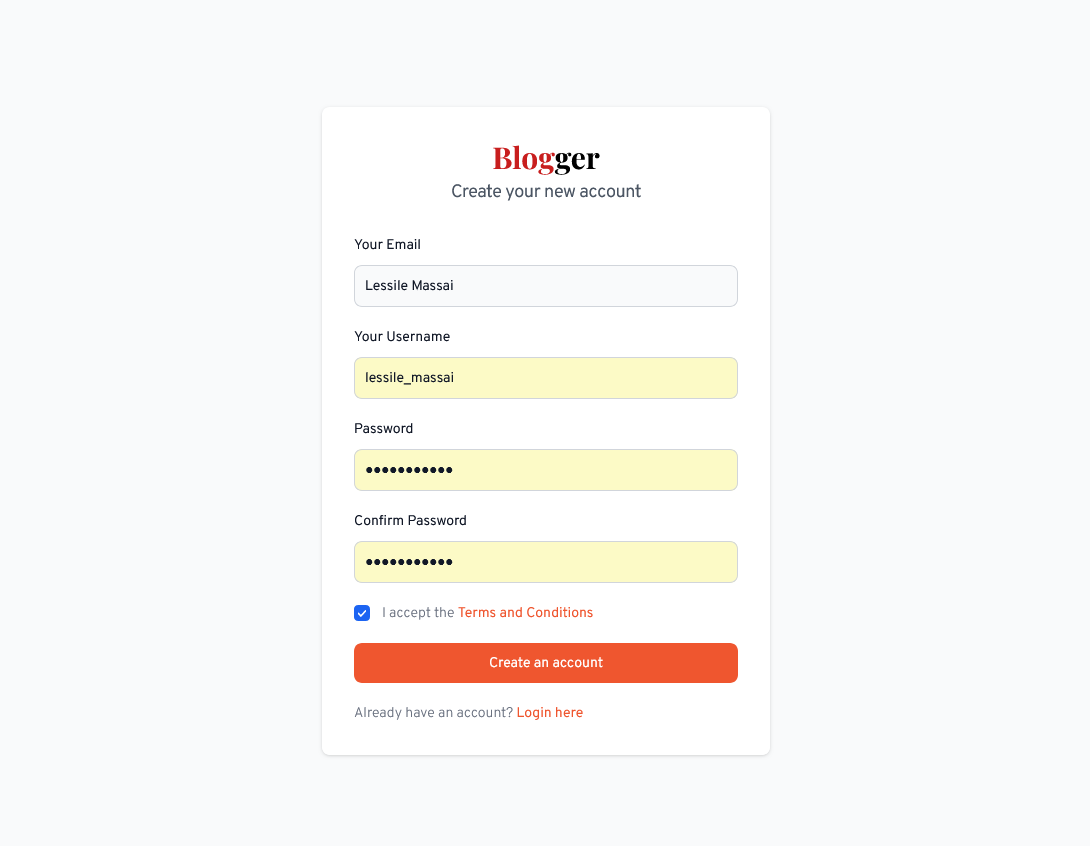 Blogger
Create your new account
Your Email
Lessile Massai
Your Username
lessile_massai
Password
●●●●●●●●●●●
Confirm Password
●●●●●●●●●●●
I accept the Terms and Conditions
Create an account
Already have an account? Login here